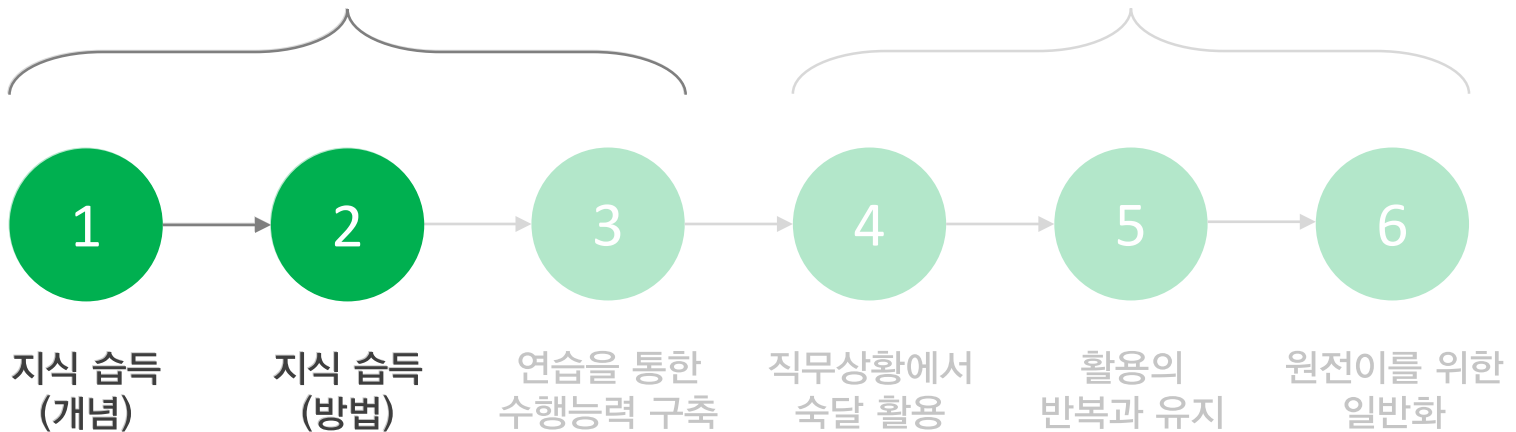 1
2
3
4
5
6
지식 습득
(개념)
지식 습득
(방법)
연습을 통한
수행능력 구축
직무상황에서
숙달 활용
활용의
반복과 유지
원전이를 위한
일반화